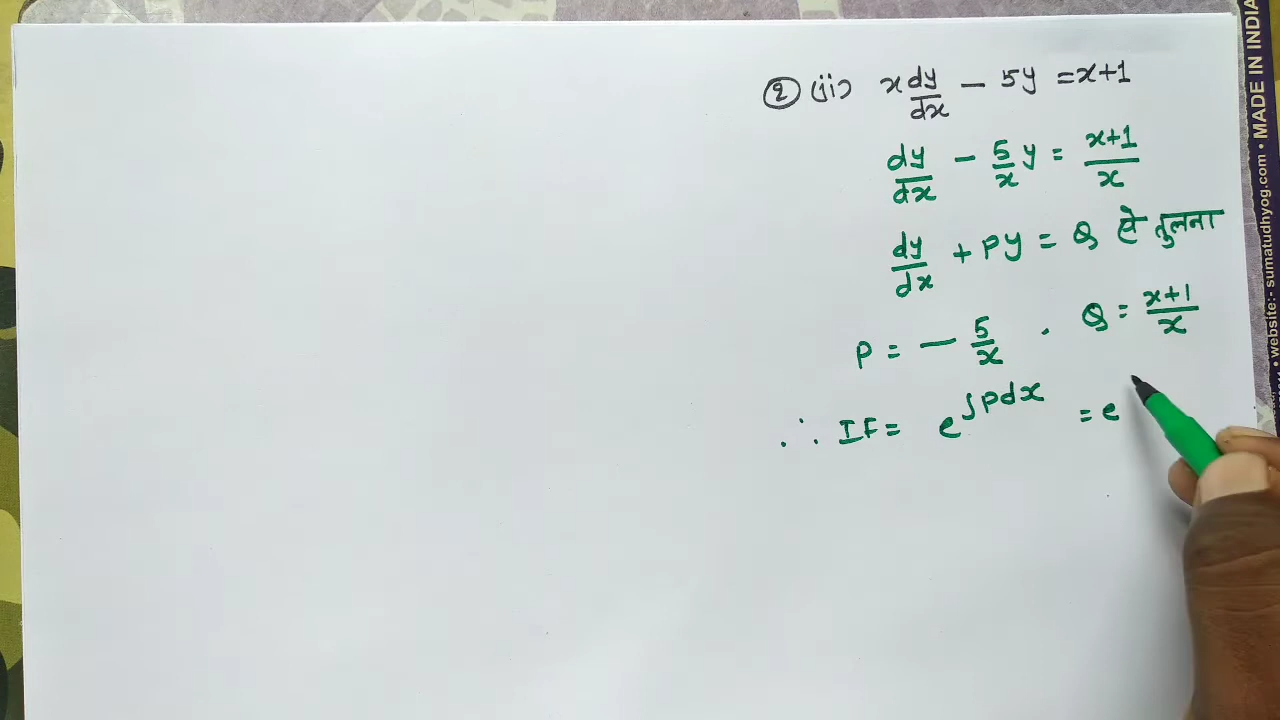 ② (ii) x dy/dx − 5y = x+1
dy/dx − 5/x y = x+1/x
dy/dx + Py = Q से तुलना
P = − 5/x . Q = x+1/x
∴ IF = e^∫Pdx = e
• website:- sumatudhyog.com • MADE IN INDIA